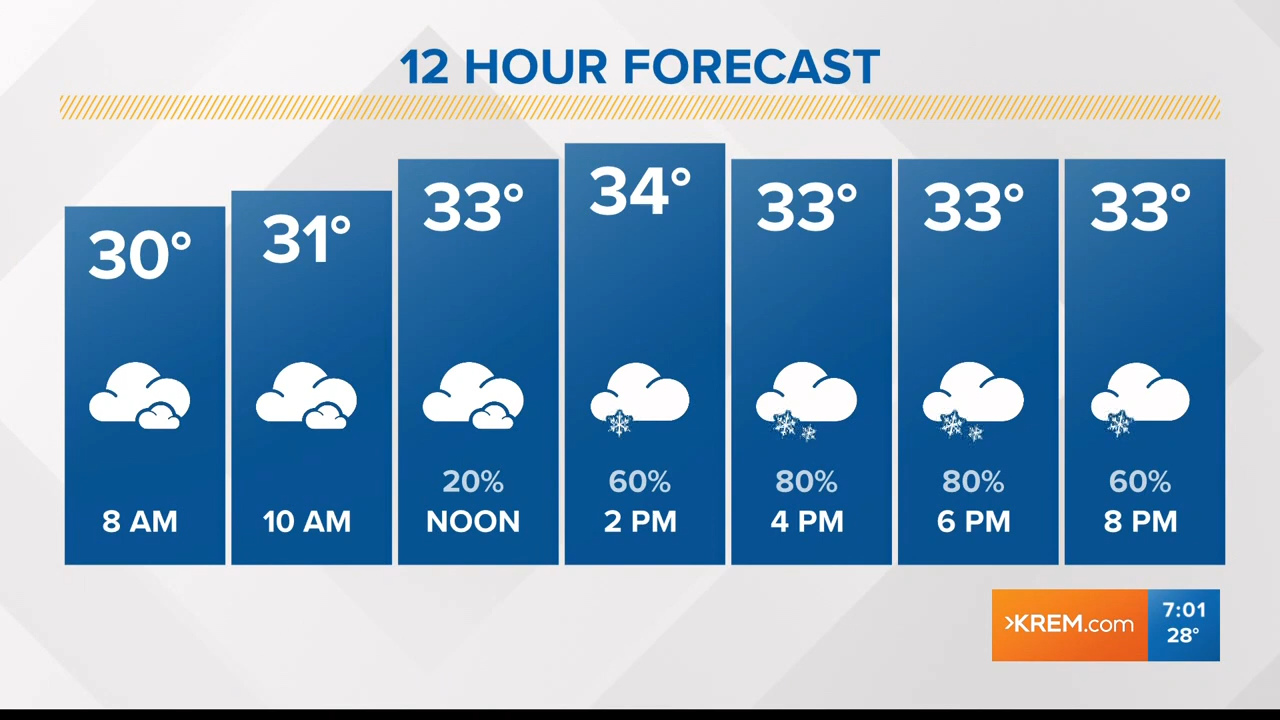 12 HOUR FORECAST
30° 31° 33° 34° 33° 33° 33°
20% 60% 80% 80% 60%
8 AM 10 AM NOON 2 PM 4 PM 6 PM 8 PM
>KREM.com 7:01
28°